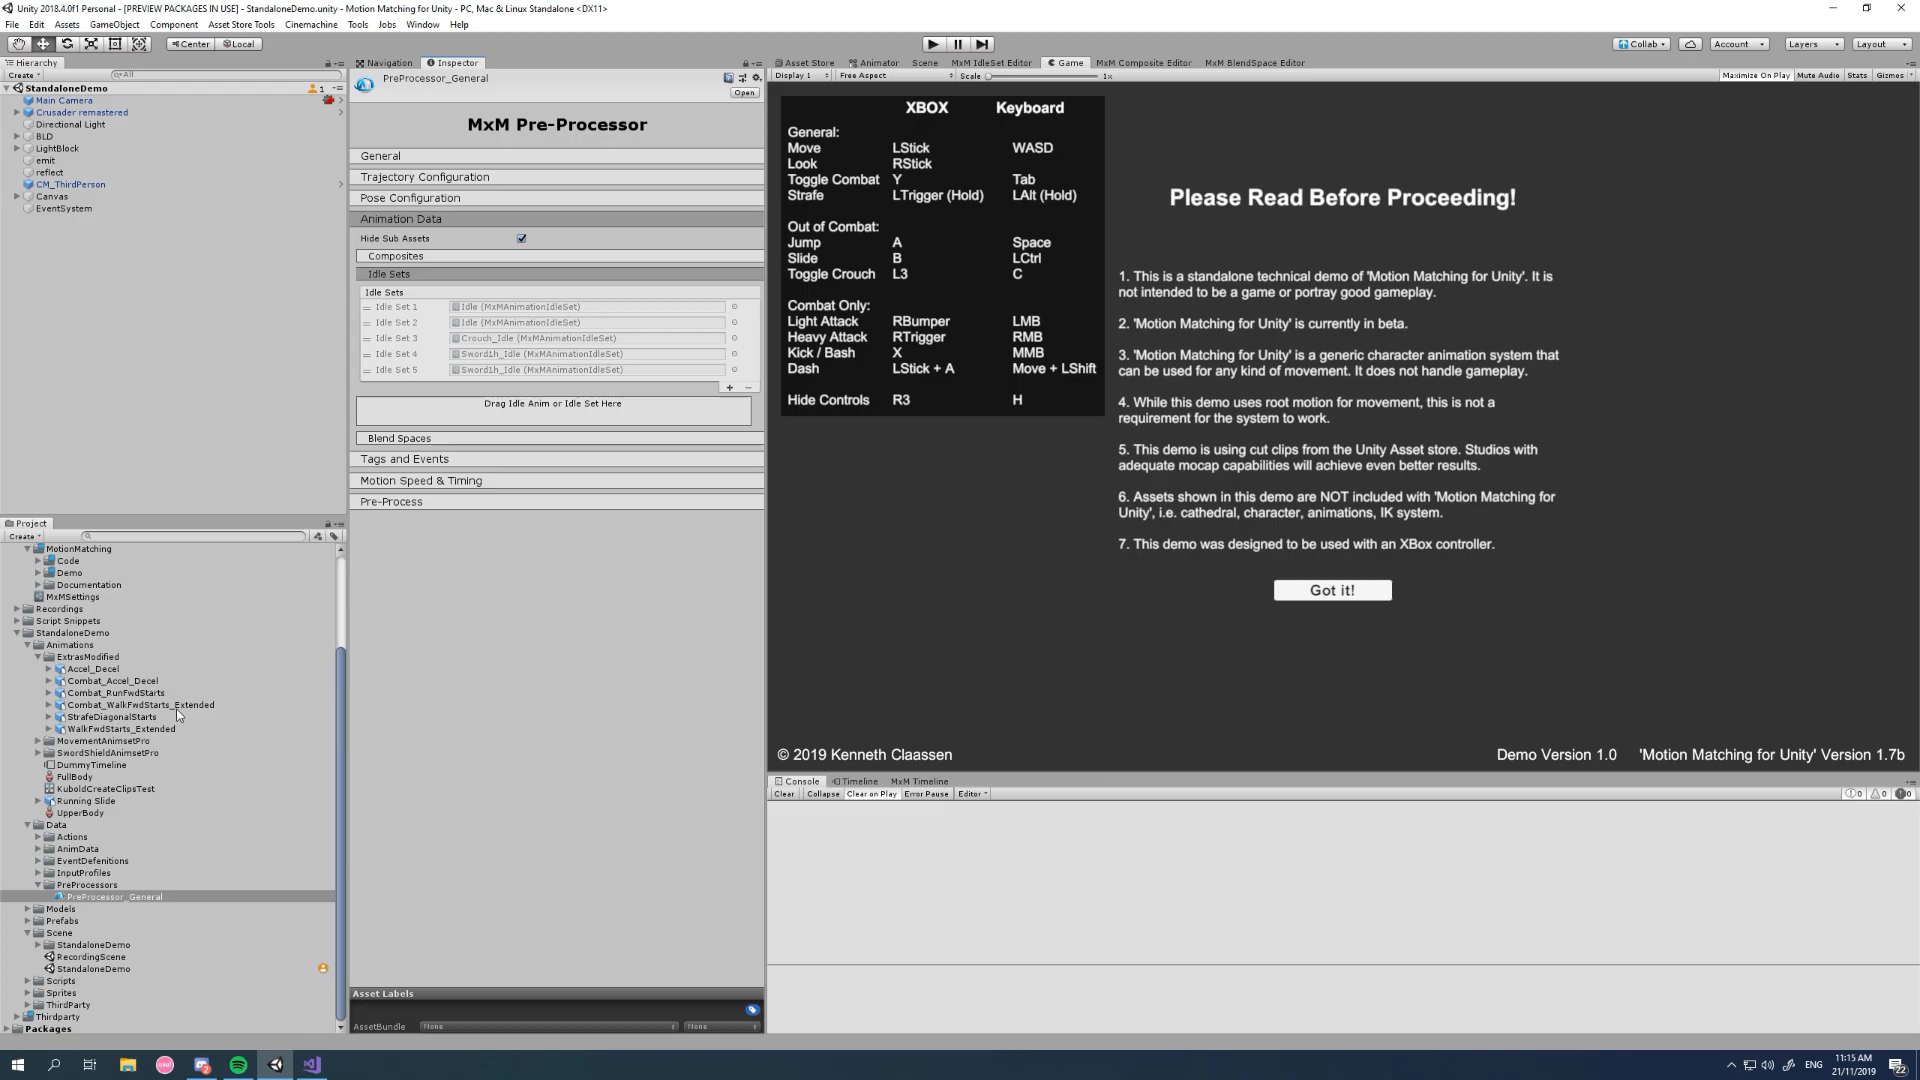 Unity 2018.4.0f1 Personal - [PREVIEW PACKAGES IN USE] - StandaloneDemo.unity - Motion Matching for Unity - PC, Mac & Linux Standalone <DX11>
File Edit Assets GameObject Component Asset Store Tools Cinemachine Tools Jobs Window Help
Center Local
Collab Account Layers Layout
Hierarchy
Create All
StandaloneDemo 1
Main Camera
Crusader remastered
Directional Light
BLD
LightBlock
emit
reflect
CM_ThirdPerson
Canvas
EventSystem
Project
Create
MotionMatching
Code
Demo
Documentation
MxMSettings
Recordings
Script Snippets
StandaloneDemo
Animations
ExtrasModified
Accel_Decel
Combat_Accel_Decel
Combat_RunFwdStarts
Combat_WalkFwdStarts_Extended
StrafeDiagonalStarts
WalkFwdStarts_Extended
MovementAnimsetPro
SwordShieldAnimsetPro
DummyTimeline
FullBody
KuboldCreateClipsTest
Running Slide
UpperBody
Data
Actions
AnimData
EventDefenitions
InputProfiles
PreProcessors
PreProcessor_General
Models
Prefabs
Scene
StandaloneDemo
RecordingScene
StandaloneDemo
Scripts
Sprites
ThirdParty
Thirdparty
Packages
Navigation Inspector
PreProcessor_General
Open
MxM Pre-Processor
General
Trajectory Configuration
Pose Configuration
Animation Data
Hide Sub Assets
Composites
Idle Sets
Idle Sets
Idle Set 1 Idle (MxMAnimationIdleSet)
Idle Set 2 Idle (MxMAnimationIdleSet)
Idle Set 3 Crouch_Idle (MxMAnimationIdleSet)
Idle Set 4 Sword1h_Idle (MxMAnimationIdleSet)
Idle Set 5 Sword1h_Idle (MxMAnimationIdleSet)
Drag Idle Anim or Idle Set Here
Blend Spaces
Tags and Events
Motion Speed & Timing
Pre-Process
Asset Labels
AssetBundle None None
Asset Store Animator Scene MxM IdleSet Editor Game MxM Composite Editor MxM BlendSpace Editor
Display 1 Free Aspect Scale 1x Maximize On Play Mute Audio Stats Gizmos
XBOX Keyboard
General:
Move LStick WASD
Look RStick
Toggle Combat Y Tab
Strafe LTrigger (Hold) LAlt (Hold)
Out of Combat:
Jump A Space
Slide B LCtrl
Toggle Crouch L3 C
Combat Only:
Light Attack RBumper LMB
Heavy Attack RTrigger RMB
Kick / Bash X MMB
Dash LStick + A Move + LShift
Hide Controls R3 H
Please Read Before Proceeding!
1. This is a standalone technical demo of 'Motion Matching for Unity'. It is
not intended to be a game or portray good gameplay.
2. 'Motion Matching for Unity' is currently in beta.
3. 'Motion Matching for Unity' is a generic character animation system that
can be used for any kind of movement. It does not handle gameplay.
4. While this demo uses root motion for movement, this is not a
requirement for the system to work.
5. This demo is using cut clips from the Unity Asset store. Studios with
adequate mocap capabilities will achieve even better results.
6. Assets shown in this demo are NOT included with 'Motion Matching for
Unity', i.e. cathedral, character, animations, IK system.
7. This demo was designed to be used with an XBox controller.
Got it!
© 2019 Kenneth Claassen Demo Version 1.0 'Motion Matching for Unity' Version 1.7b
Console Timeline MxM Timeline
Clear Collapse Clear on Play Error Pause Editor 0 0 0
ENG 11:15 AM
21/11/2019 22